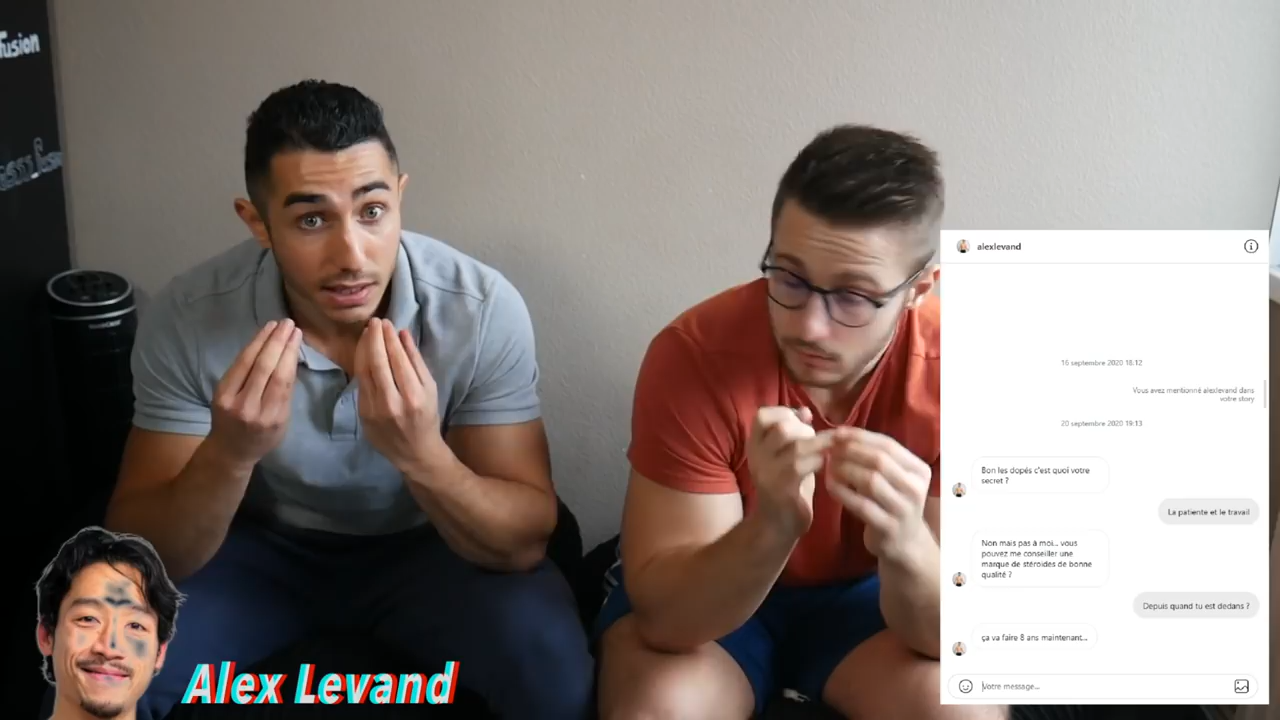 fusion
alexlevand
16 septembre 2020 18:12
Vous avez mentionné alexlevand dans
votre story
20 septembre 2020 19:13
Bon les dopés c'est quoi votre
secret ?
La patiente et le travail
Non mais pas à moi... vous
pouvez me conseiller une
marque de stéroides de bonne
qualité ?
Depuis quand tu est dedans ?
ça va faire 8 ans maintenant...
Votre message...
Alex Levand